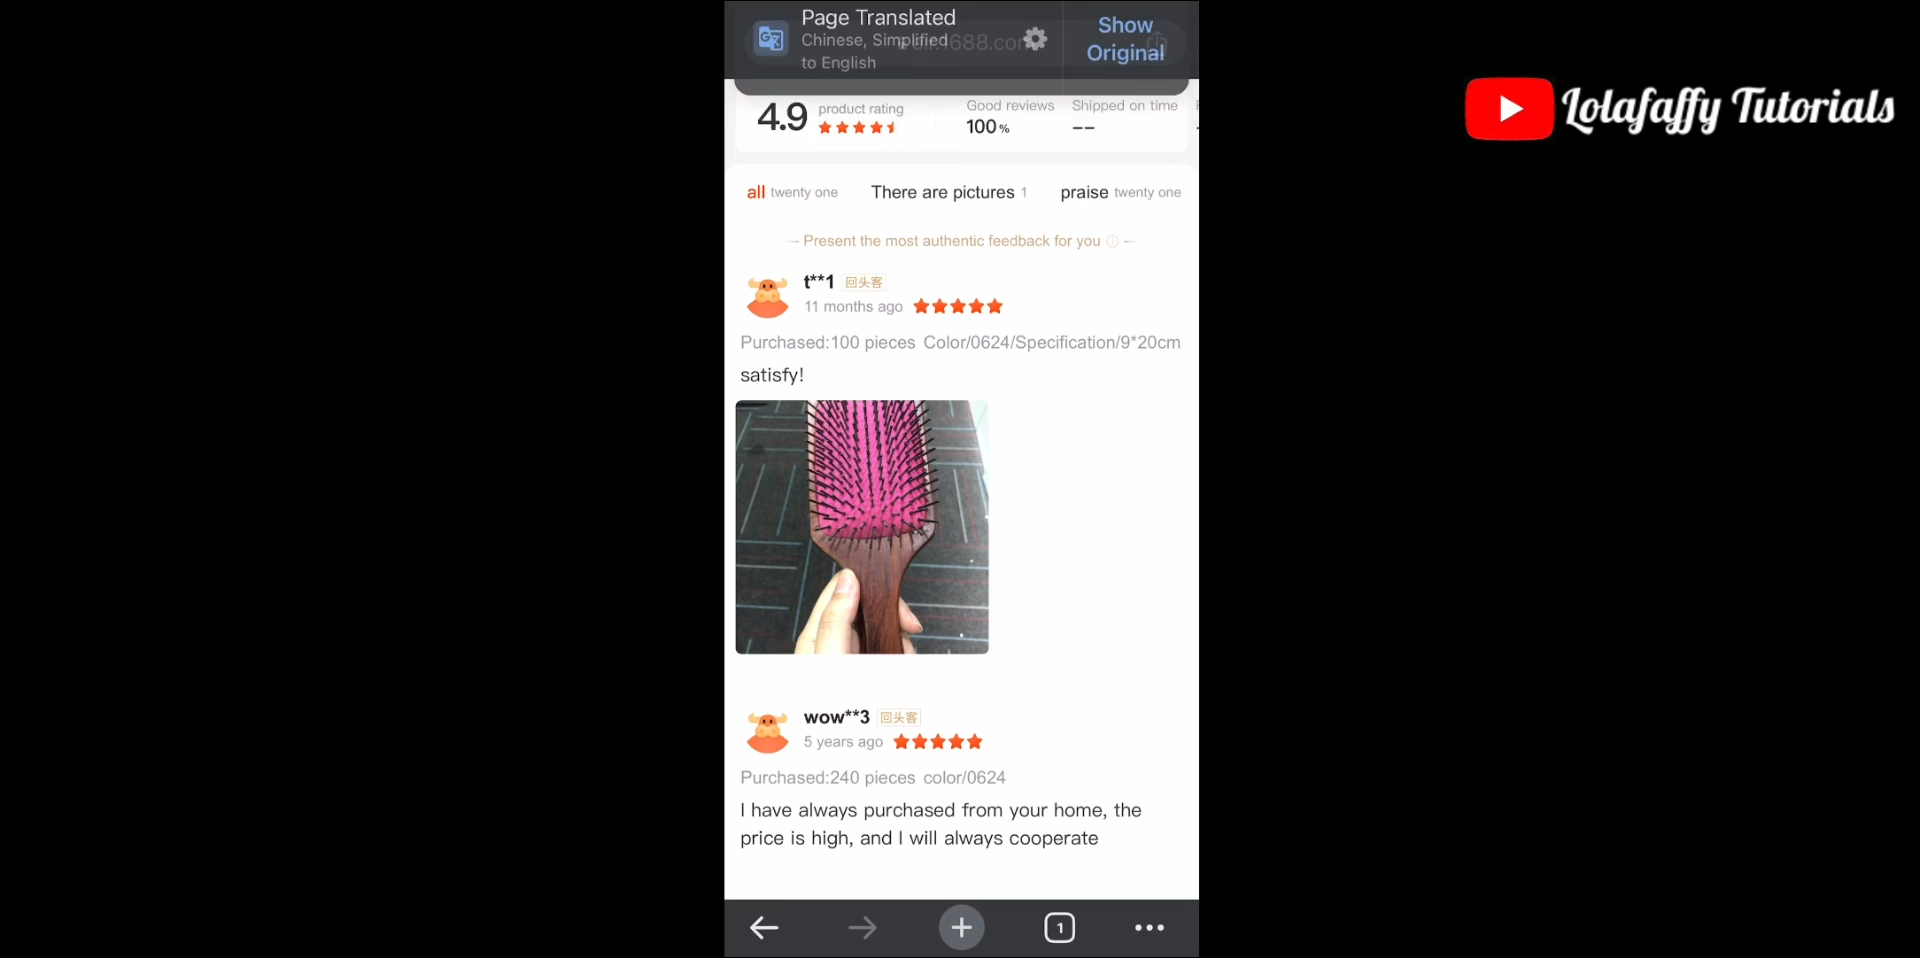 Page Translated
Chinese, Simplified
to English
Show
Original
4.9 product rating
Good reviews
100%
Shipped on time
--
all twenty one There are pictures 1 praise twenty one
Present the most authentic feedback for you
t**1 回头客
11 months ago
Purchased:100 pieces Color/0624/Specification/9*20cm
satisfy!
wow**3 回头客
5 years ago
Purchased:240 pieces color/0624
I have always purchased from your home, the
price is high, and I will always cooperate
1
Lolafaffy Tutorials